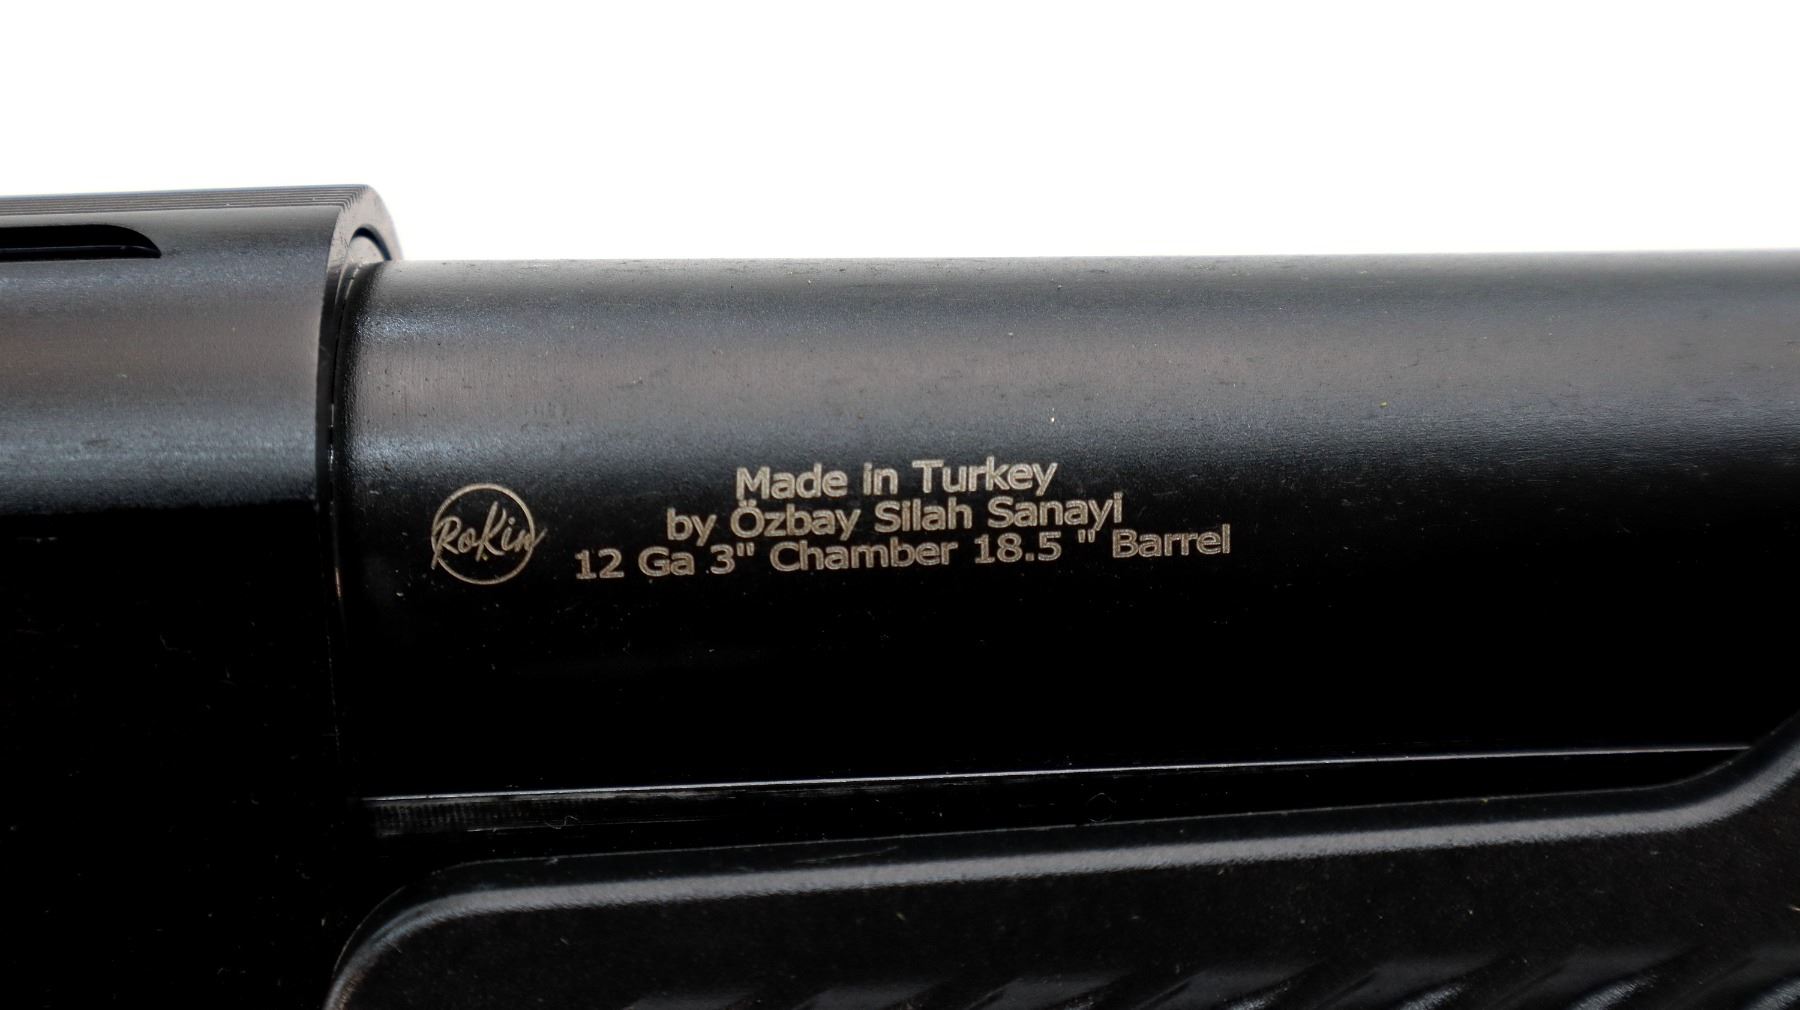 RoKin
Made in Turkey
by Özbay Silah Sanayi
12 Ga 3" Chamber 18.5 " Barrel